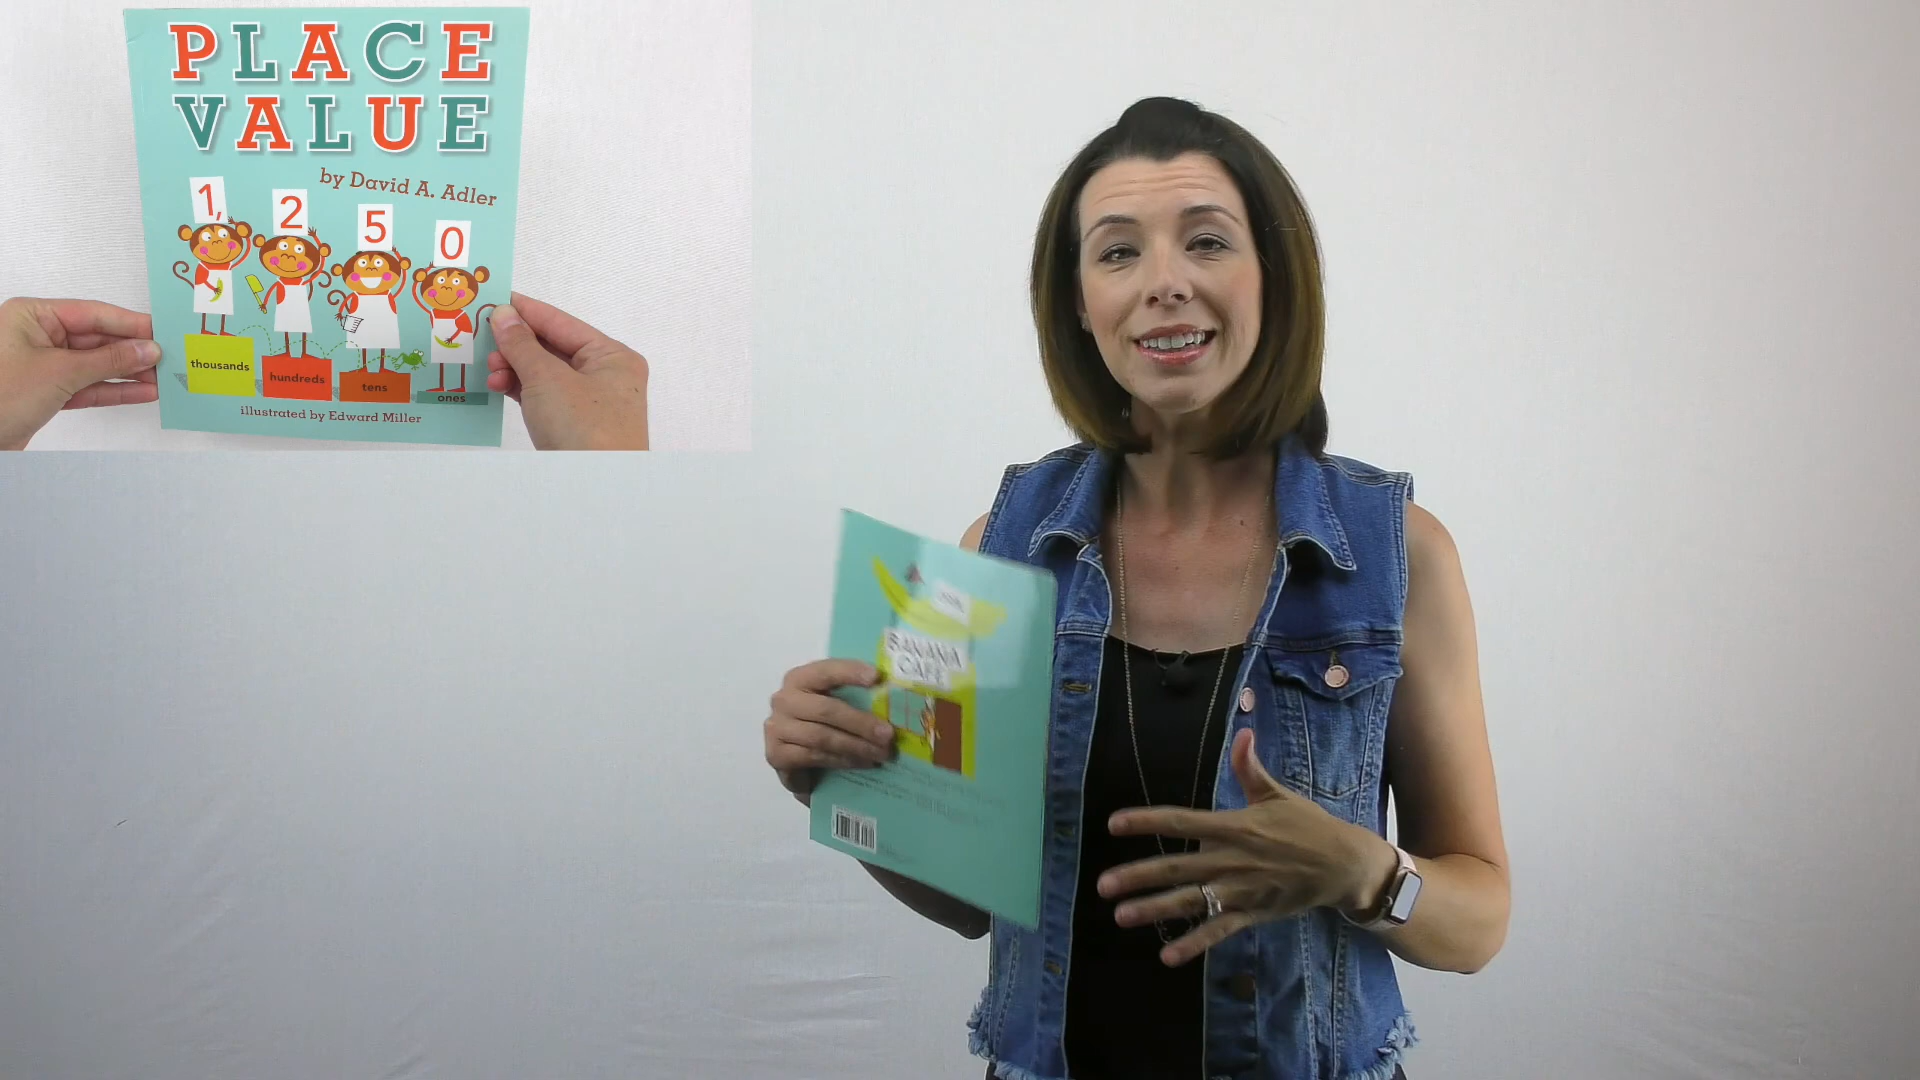 PLACE
VALUE
by David A. Adler
1,
2
5
0
thousands
hundreds
tens
ones
illustrated by Edward Miller
BANANA
CAFE